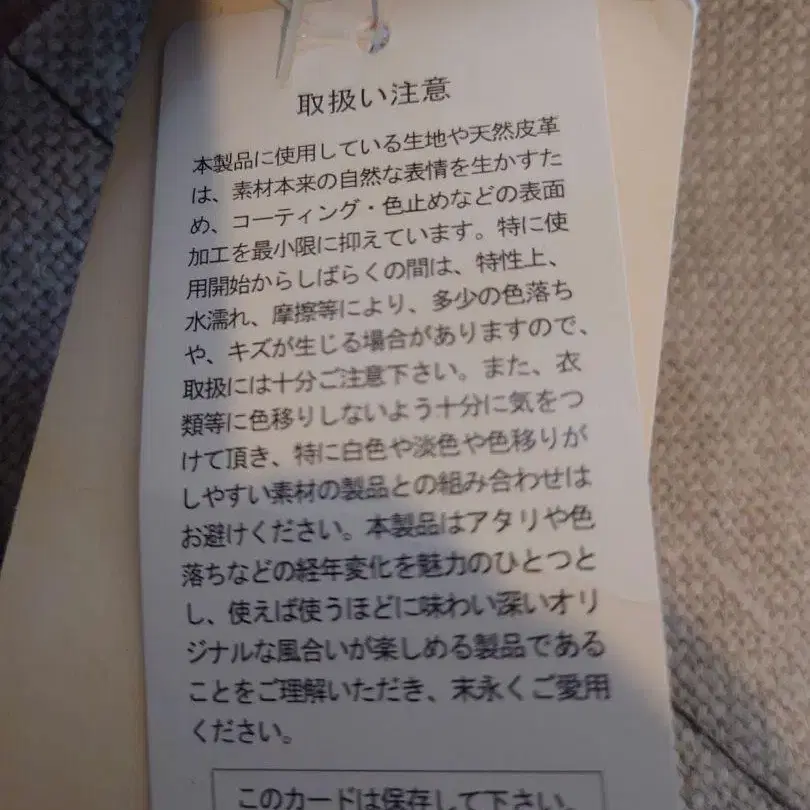 取扱い注意
本製品に使用している生地や天然皮革
は、素材本来の自然な表情を生かすた
め、コーティング・色止めなどの表面
加工を最小限に抑えています。特に使
用開始からしばらくの間は、特性上、
水濡れ、摩擦等により、多少の色落ち
や、キズが生じる場合がありますので、
取扱には十分ご注意下さい。また、衣
類等に色移りしないよう十分に気をつ
けて頂き、特に白色や淡色や色移りが
しやすい素材の製品との組み合わせは
お避けください。本製品はアタリや色
落ちなどの経年変化を魅力のひとつと
し、使えば使うほどに味わい深いオリ
ジナルな風合いが楽しめる製品である
ことをご理解いただき、末永くご愛用
ください。
このカードは保存して下さい。